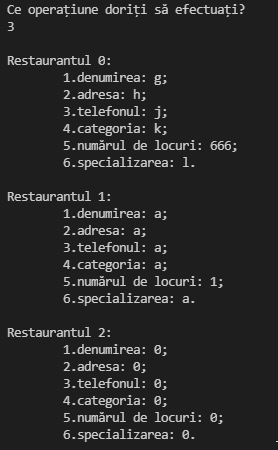 Ce operațiune doriți să efectuați?
3
Restaurantul 0:
1.denumirea: g;
2.adresa: h;
3.telefonul: j;
4.categoria: k;
5.numărul de locuri: 666;
6.specializarea: l.
Restaurantul 1:
1.denumirea: a;
2.adresa: a;
3.telefonul: a;
4.categoria: a;
5.numărul de locuri: 1;
6.specializarea: a.
Restaurantul 2:
1.denumirea: 0;
2.adresa: 0;
3.telefonul: 0;
4.categoria: 0;
5.numărul de locuri: 0;
6.specializarea: 0.